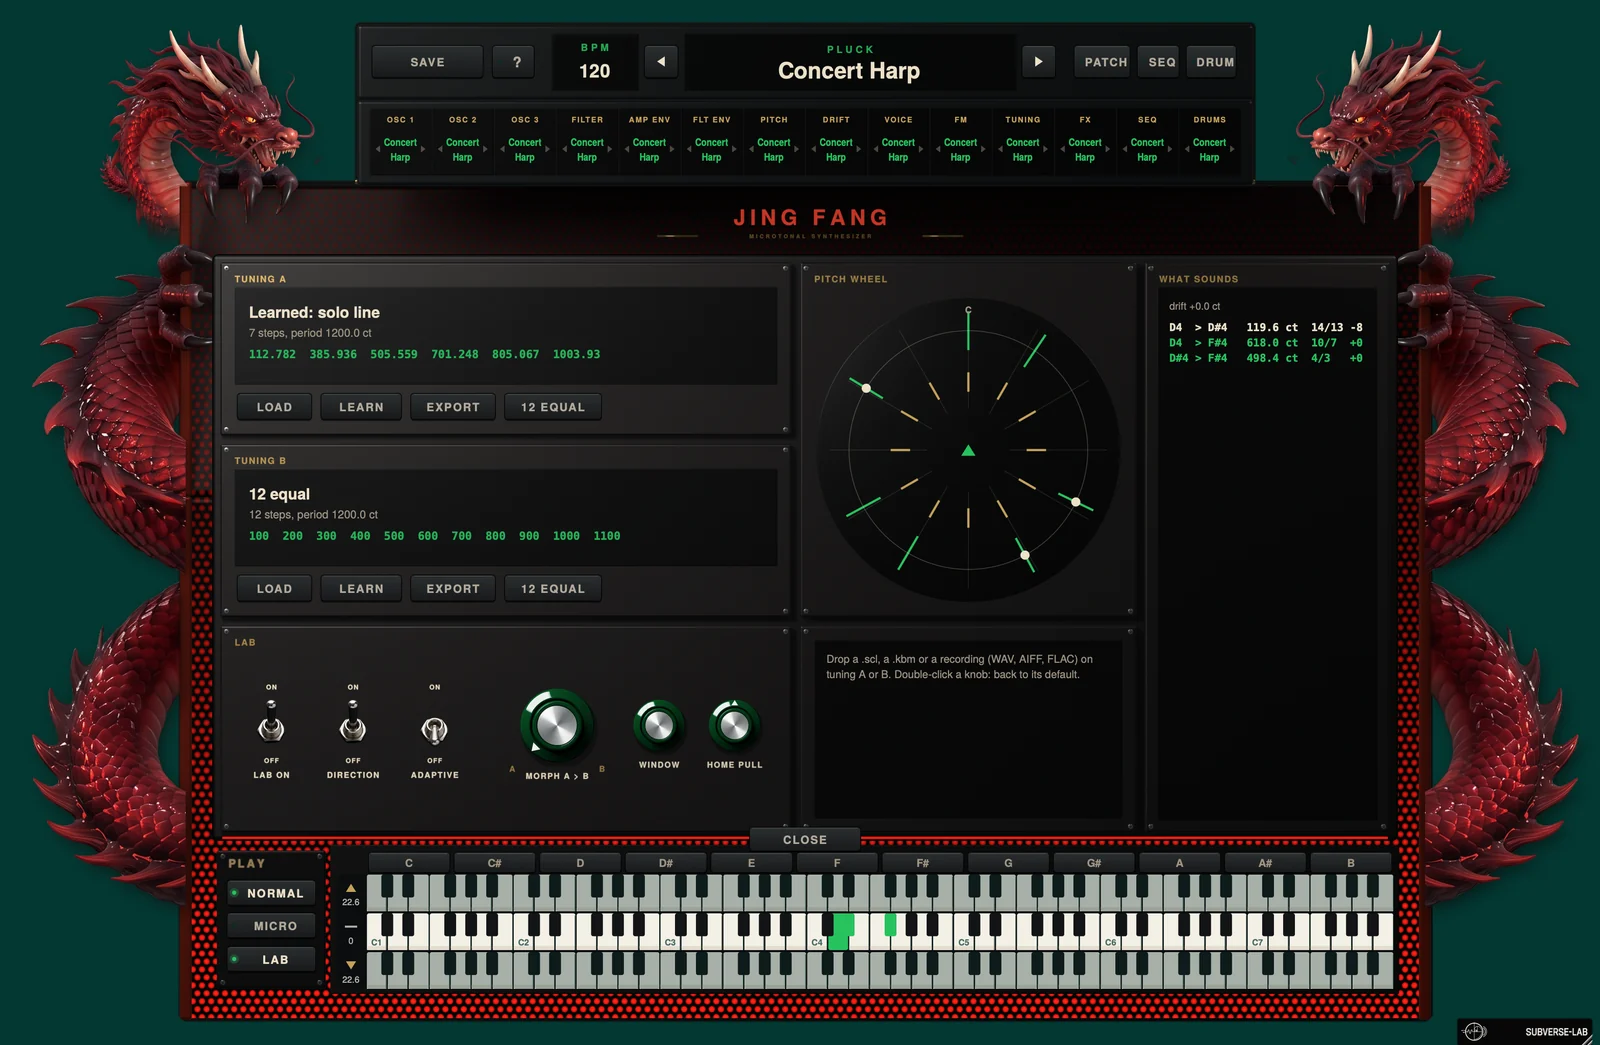 SAVE
?
BPM
120
PLUCK
Concert Harp
PATCH
SEQ
DRUM
OSC 1 OSC 2 OSC 3 FILTER AMP ENV FLT ENV PITCH DRIFT VOICE FM TUNING FX SEQ DRUMS
Concert Concert Concert Concert Concert Concert Concert Concert Concert Concert Concert Concert Concert Concert
Harp Harp Harp Harp Harp Harp Harp Harp Harp Harp Harp Harp Harp Harp
JING FANG
MICROTONAL SYNTHESIZER
TUNING A
Learned: solo line
7 steps, period 1200.0 ct
112.782 385.936 505.559 701.248 805.067 1003.93
LOAD LEARN EXPORT 12 EQUAL
TUNING B
12 equal
12 steps, period 1200.0 ct
100 200 300 400 500 600 700 800 900 1000 1100
LOAD LEARN EXPORT 12 EQUAL
LAB
ON ON ON
OFF OFF OFF
LAB ON DIRECTION ADAPTIVE
A MORPH A > B B
WINDOW
HOME PULL
PITCH WHEEL
C
Drop a .scl, a .kbm or a recording (WAV, AIFF, FLAC) on
tuning A or B. Double-click a knob: back to its default.
WHAT SOUNDS
drift +0.0 ct
D4 > D#4 119.6 ct 14/13 -8
D4 > F#4 618.0 ct 10/7 +0
D#4 > F#4 498.4 ct 4/3 +0
CLOSE
PLAY
NORMAL
MICRO
LAB
C C# D D# E F F# G G# A A# B
22.6
0
22.6
C1 C2 C3 C4 C5 C6 C7
SUBVERSE-LAB